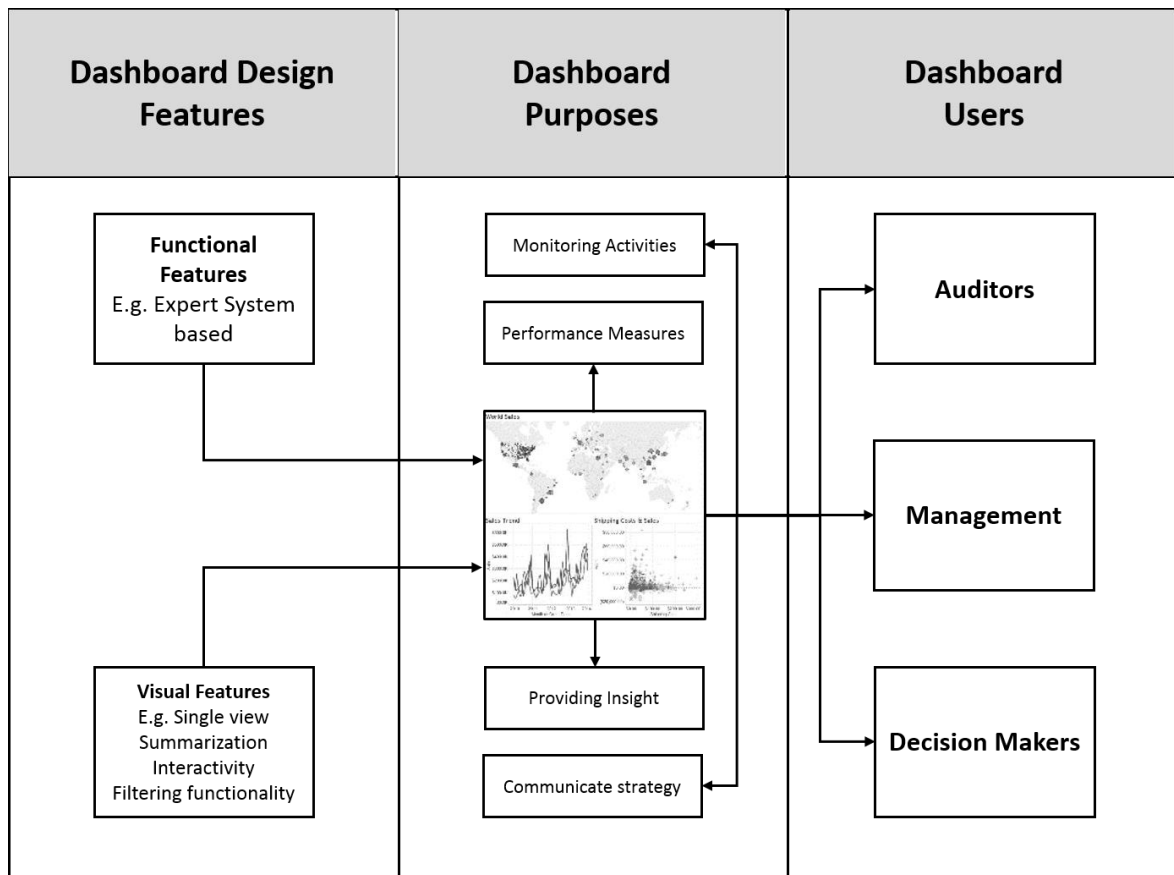 Dashboard Design
Features
Dashboard
Purposes
Dashboard
Users
Functional
Features
E.g. Expert System
based
Visual Features
E.g. Single view
Summarization
Interactivity
Filtering functionality
Monitoring Activities
Performance Measures
World Sales
Sales Trend
Shipping Costs & Sales
Providing Insight
Communicate strategy
Auditors
Management
Decision Makers